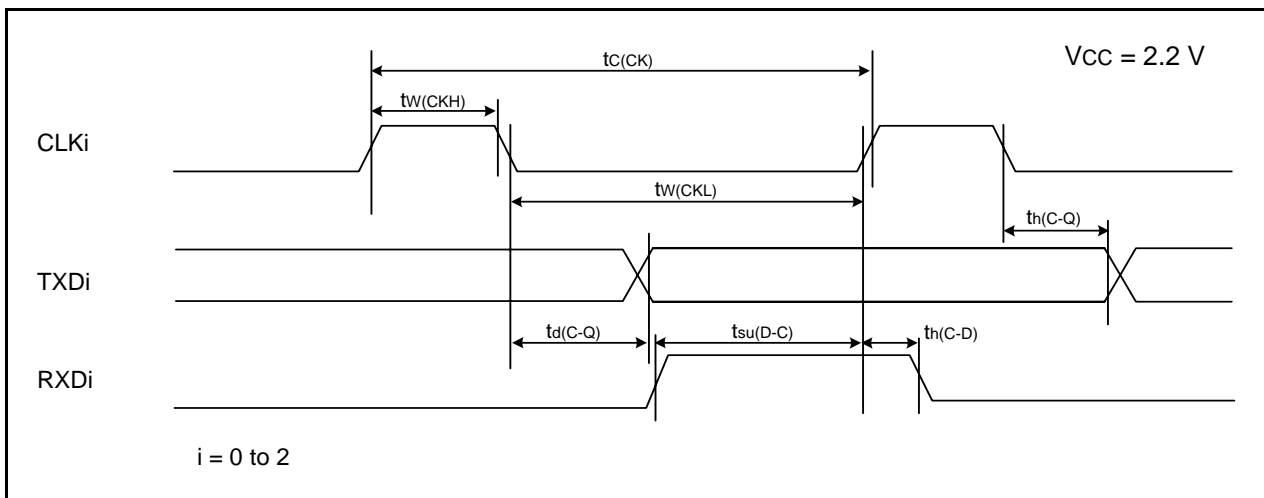 tC(CK)
VCC = 2.2 V
tW(CKH)
CLKi
tW(CKL)
th(C-Q)
TXDi
td(C-Q)
tsu(D-C)
th(C-D)
RXDi
i = 0 to 2